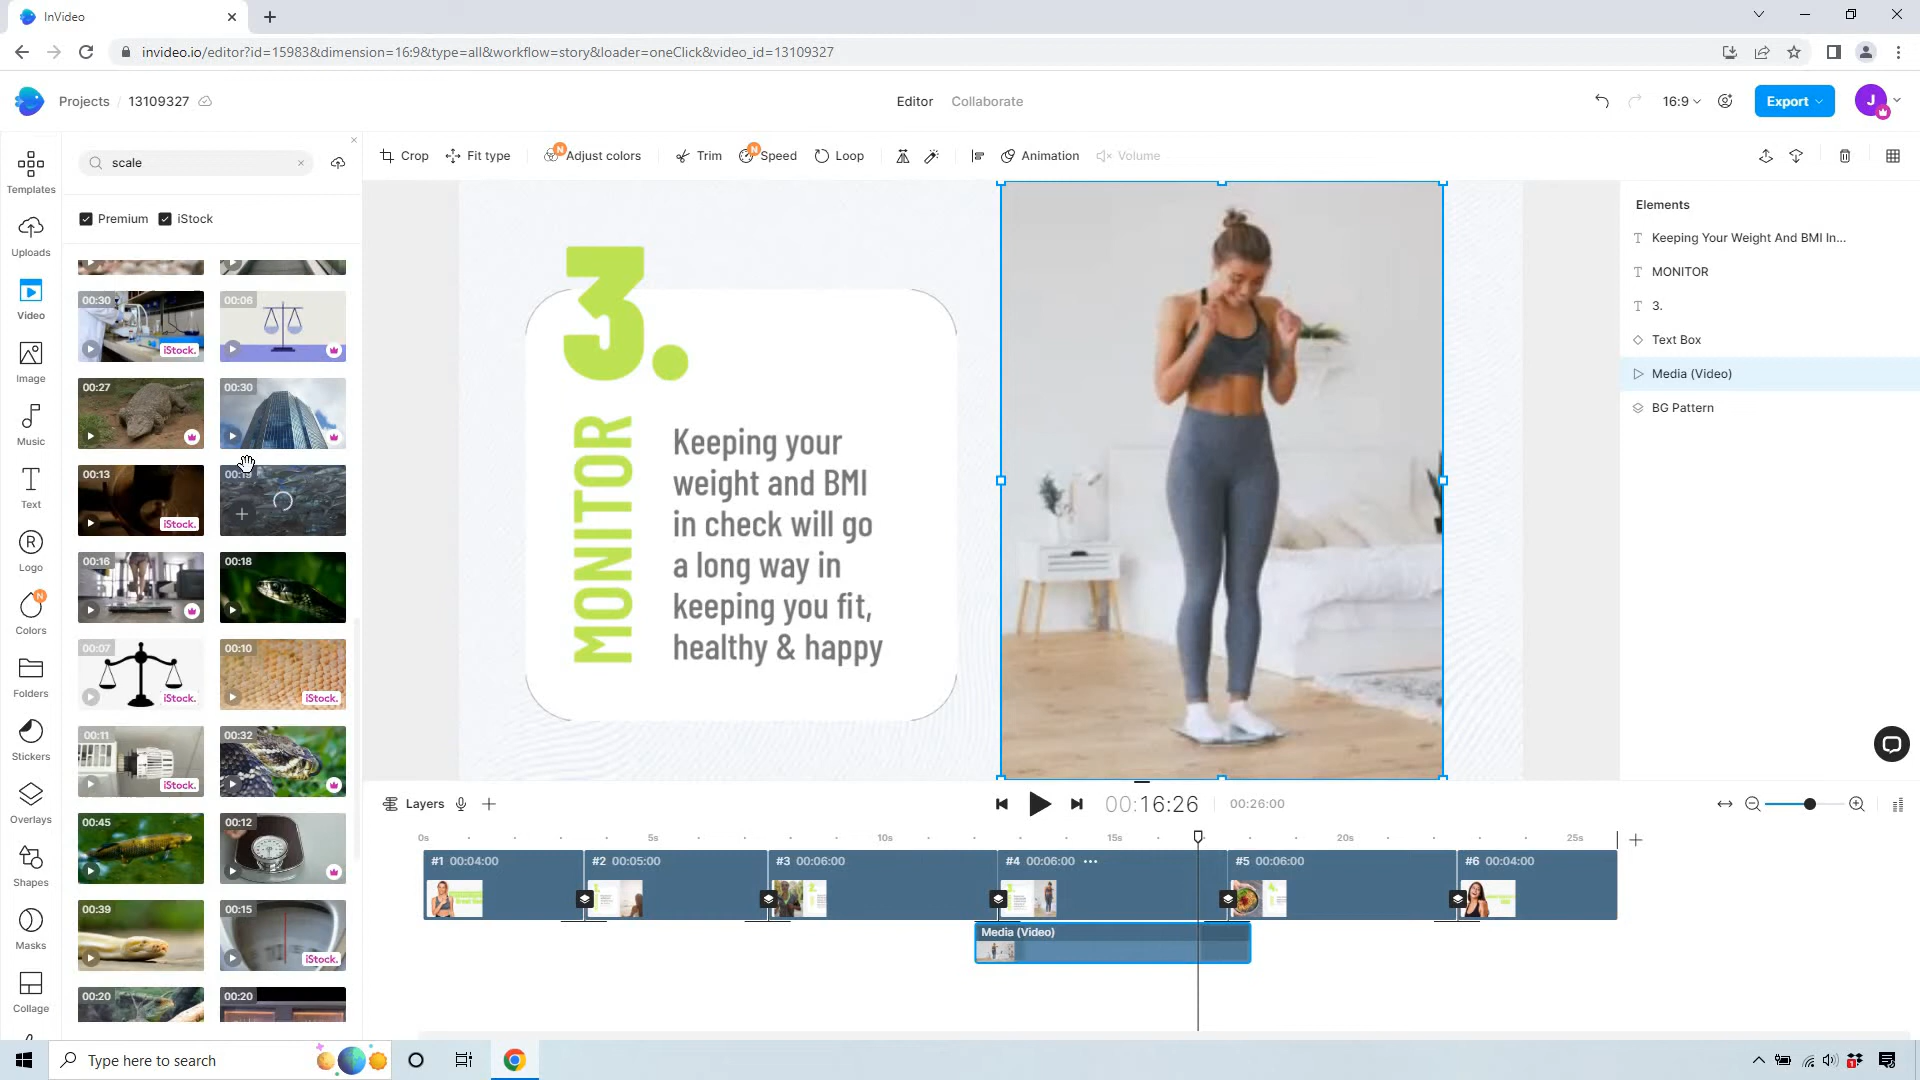 InVideo
invideo.io/editor?id=15983&dimension=16:9&type=all&workflow=story&loader=oneClick&video_id=13109327
Projects / 13109327
Editor Collaborate
16:9
Export
J
scale
Crop Fit type Adjust colors Trim Speed Loop Animation Volume
N
N
Templates
Uploads
Video
Image
Music
Text
Logo
Colors
N
Folders
Stickers
Overlays
Shapes
Masks
Collage
Premium iStock
00:30 00:06
iStock.
00:27 00:30
00:13
iStock.
00:16 00:18
00:07 00:10
iStock. iStock.
00:11 00:32
iStock.
00:45 00:12
00:39 00:15
iStock.
00:20 00:20
3.
MONITOR
Keeping your
weight and BMI
in check will go
a long way in
keeping you fit,
healthy & happy
Elements
T Keeping Your Weight And BMI In...
T MONITOR
T 3.
Text Box
Media (Video)
BG Pattern
Layers
00:16:26 00:26:00
0s 5s 10s 15s 20s 25s
#1 00:04:00 #2 00:05:00 #3 00:06:00 #4 00:06:00 #5 00:06:00 #6 00:04:00
Media (Video)
Type here to search